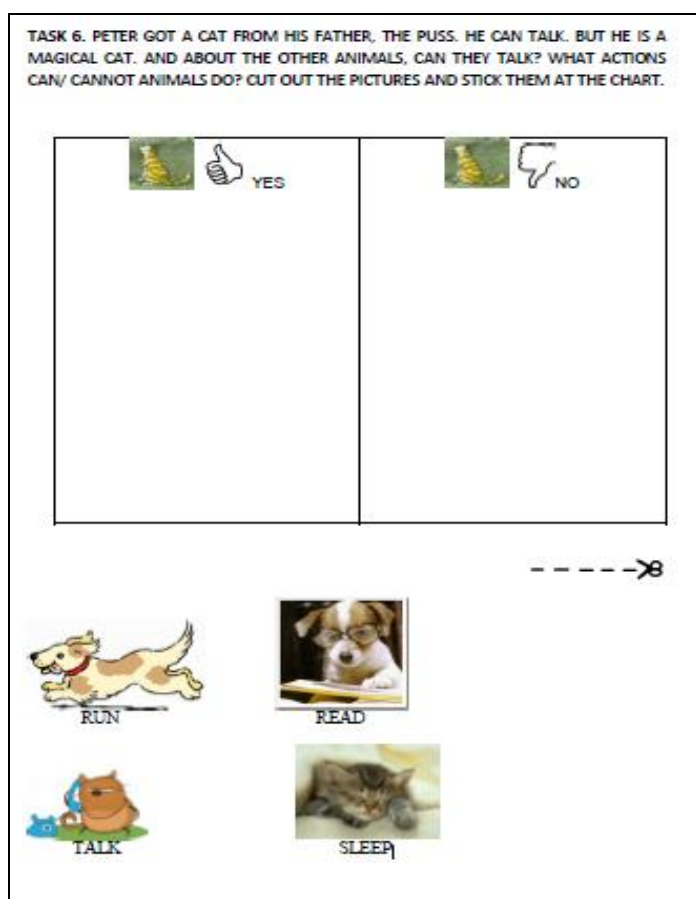 TASK 6. PETER GOT A CAT FROM HIS FATHER, THE PUSS. HE CAN TALK. BUT HE IS A
MAGICAL CAT. AND ABOUT THE OTHER ANIMALS, CAN THEY TALK? WHAT ACTIONS
CAN/ CANNOT ANIMALS DO? CUT OUT THE PICTURES AND STICK THEM AT THE CHART.
YES
NO
RUN
READ
TALK
SLEEP